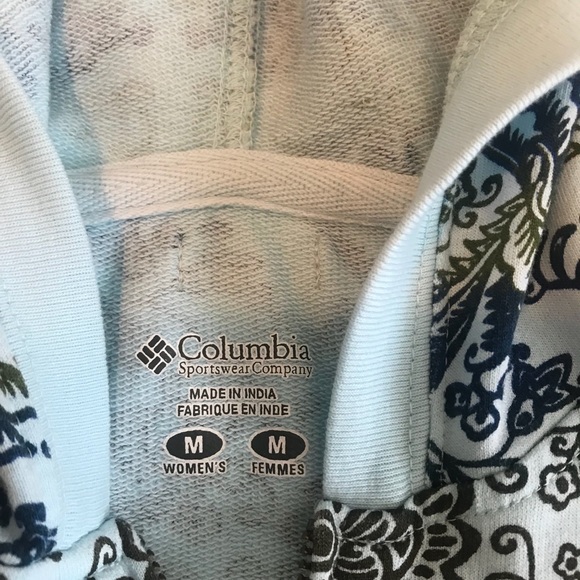 Columbia
Sportswear Company
MADE IN INDIA
FABRIQUE EN INDE
M M
WOMEN'S FEMMES